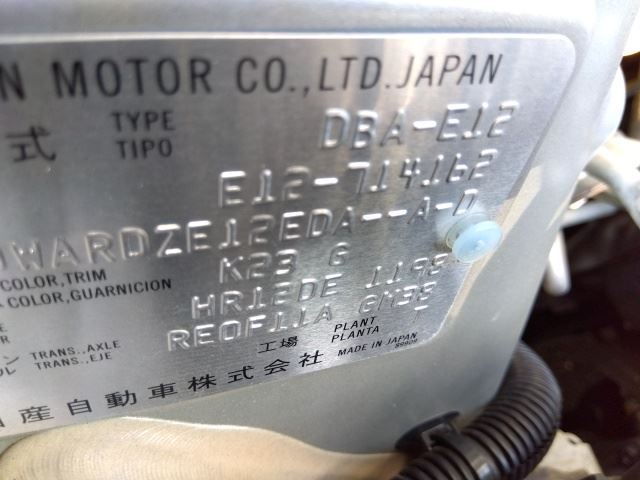 N MOTOR CO.,LTD.JAPAN
式 TYPE DBA-E12
TIPO
E12-714162
WARDZE12EDA--A-D
COLOR,TRIM K23 G
COLOR,GUARNICION
HR12DE 1198
TRANS.,AXLE RE0F11A GM38
TRANS.,EJE
工場 PLANT
PLANTA
産自動車株式会社 MADE IN JAPAN